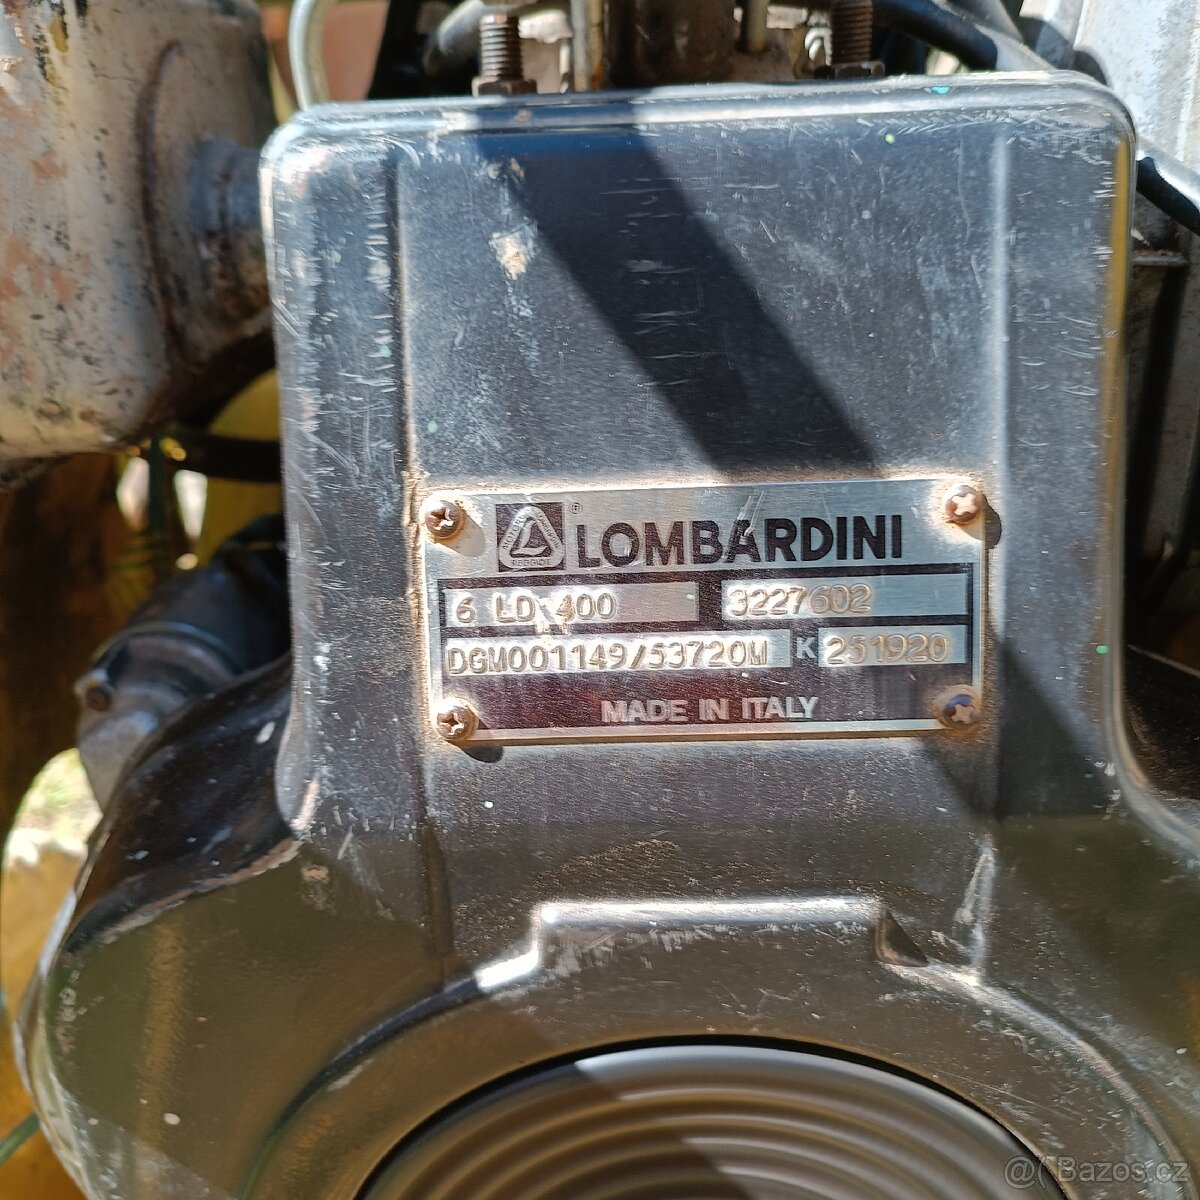 ® LOMBARDINI
6 LD 400 3227602
DGM001149/53720M K 251920
MADE IN ITALY
@( Bazos.cz